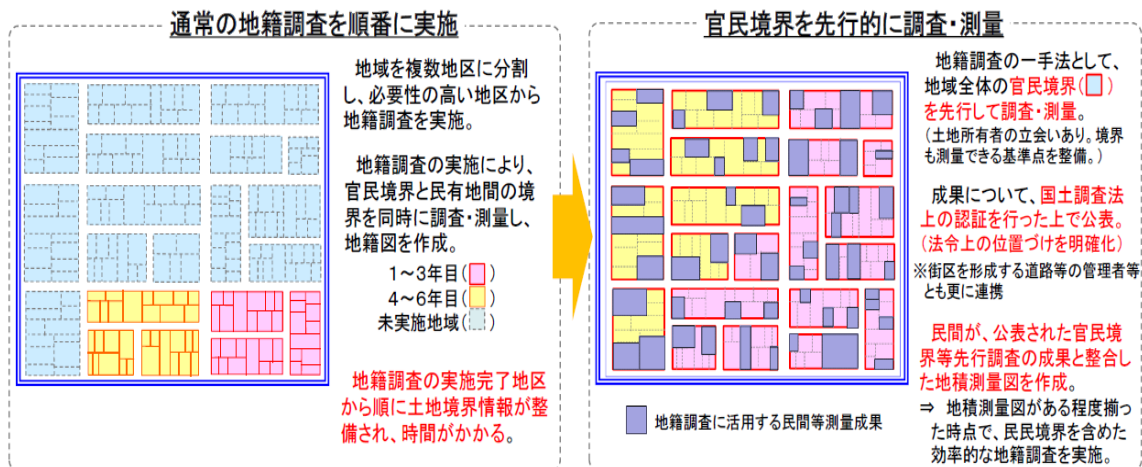 通常の地籍調査を順番に実施
地域を複数地区に分割
し、必要性の高い地区から
地籍調査を実施。
地籍調査の実施により、
官民境界と民有地間の境
界を同時に調査・測量し、
地籍図を作成。
1～3年目( )
4～6年目( )
未実施地域( )
地籍調査の実施完了地区
から順に土地境界情報が整
備され、時間がかかる。
官民境界を先行的に調査・測量
地籍調査の一手法として、
地域全体の官民境界( )
を先行して調査・測量。
(土地所有者の立会いあり。境界
も測量できる基準点を整備。)
成果について、国土調査法
上の認証を行った上で公表。
(法令上の位置づけを明確化)
※街区を形成する道路等の管理者等
とも更に連携
民間が、公表された官民境
界等先行調査の成果と整合し
た地積測量図を作成。
⇒ 地積測量図がある程度揃っ
た時点で、民民境界を含めた
効率的な地籍調査を実施。
地籍調査に活用する民間等測量成果